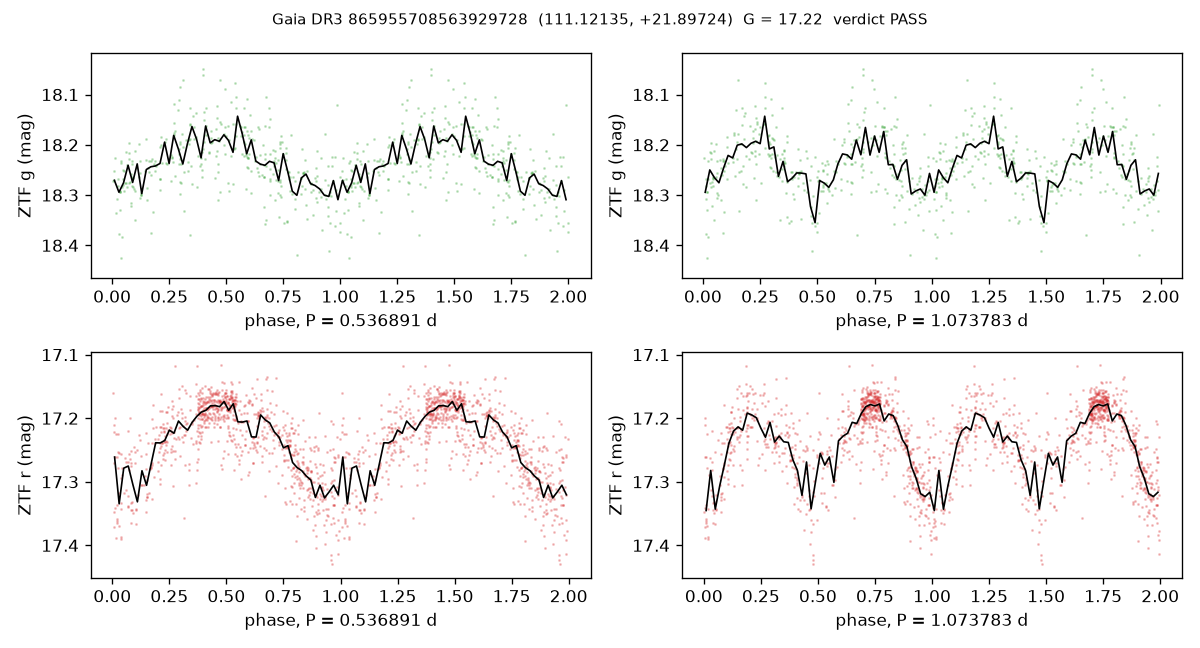 Gaia DR3 865955708563929728  (111.12135, +21.89724)  G = 17.22  verdict PASS
ZTF g (mag)
18.1
18.2
18.3
18.4
0.00 0.25 0.50 0.75 1.00 1.25 1.50 1.75 2.00
phase, P = 0.536891 d
ZTF g (mag)
18.1
18.2
18.3
18.4
0.00 0.25 0.50 0.75 1.00 1.25 1.50 1.75 2.00
phase, P = 1.073783 d
ZTF r (mag)
17.1
17.2
17.3
17.4
0.00 0.25 0.50 0.75 1.00 1.25 1.50 1.75 2.00
phase, P = 0.536891 d
ZTF r (mag)
17.1
17.2
17.3
17.4
0.00 0.25 0.50 0.75 1.00 1.25 1.50 1.75 2.00
phase, P = 1.073783 d